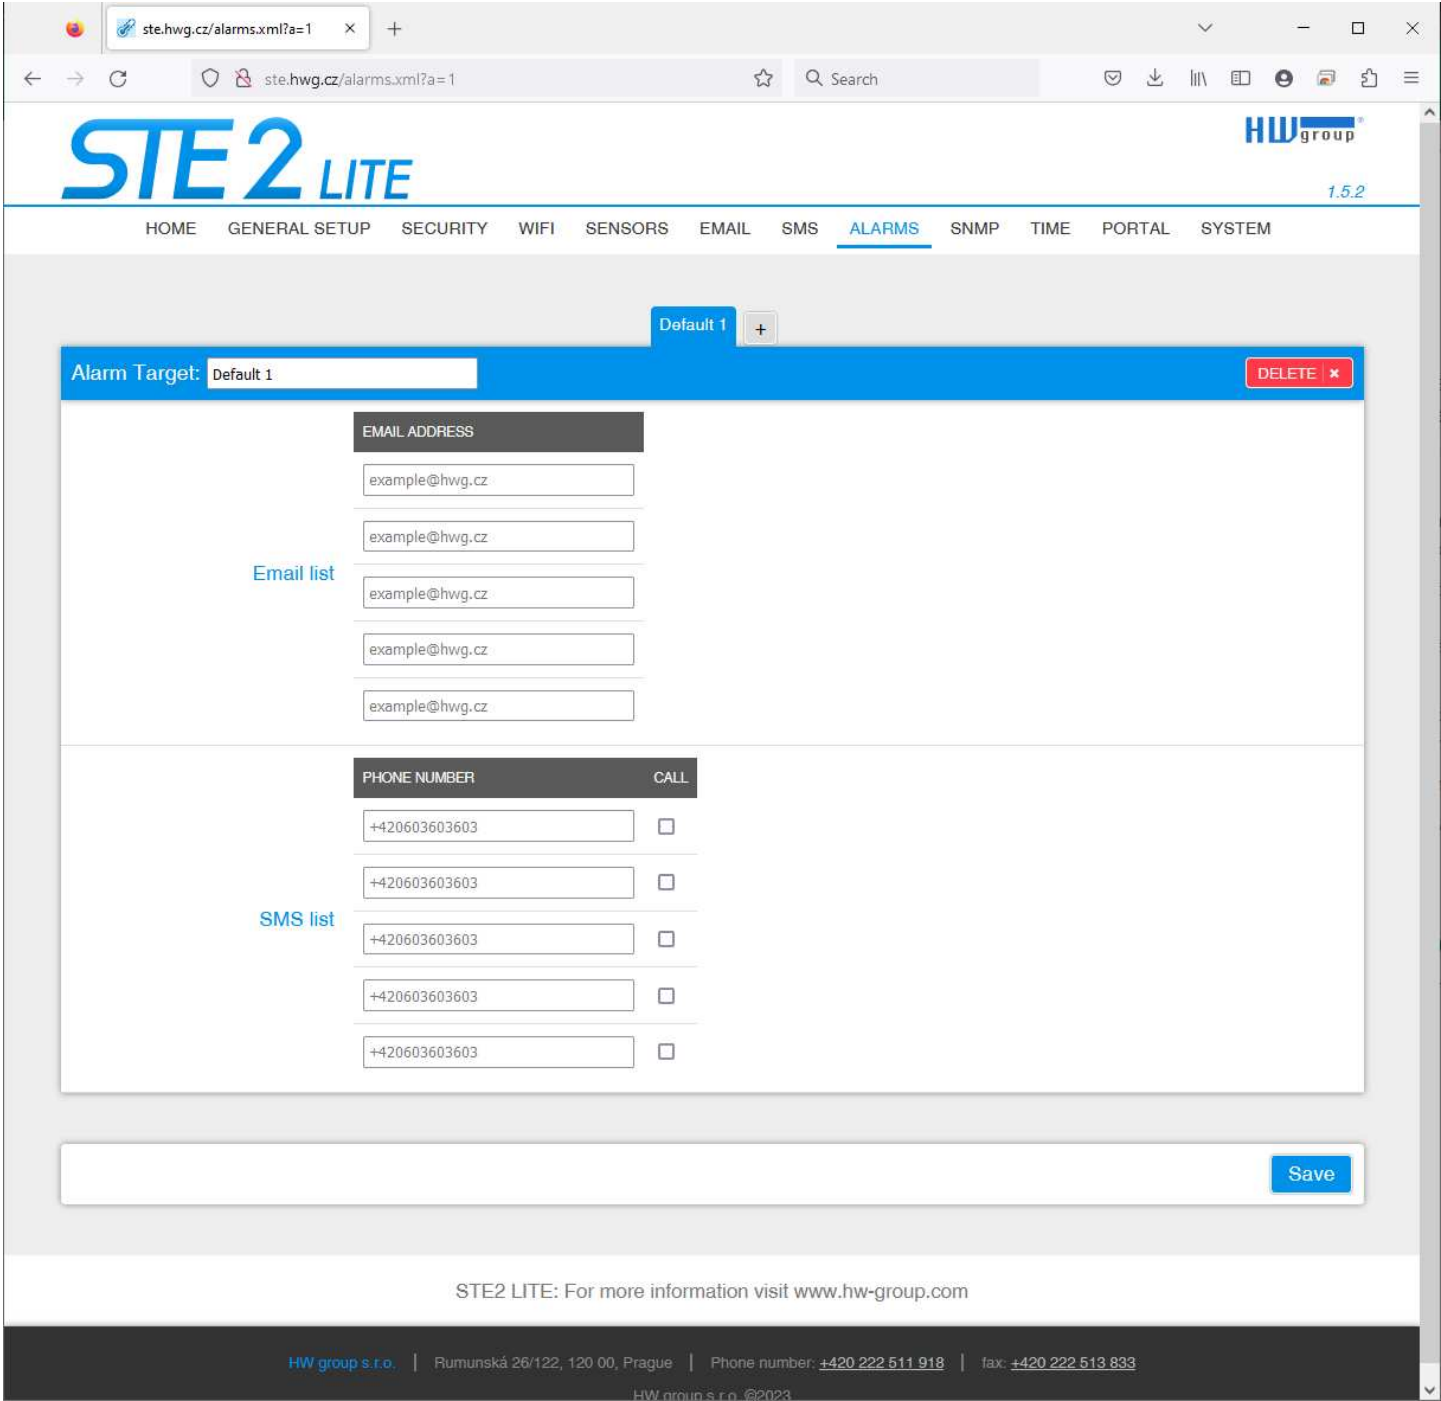 ste.hwg.cz/alarms.xml?a=1
ste.hwg.cz/alarms.xml?a=1
Search
STE2 LITE
HW group
1.5.2
HOME GENERAL SETUP SECURITY WIFI SENSORS EMAIL SMS ALARMS SNMP TIME PORTAL SYSTEM
Default 1 +
Alarm Target: Default 1 DELETE ×
EMAIL ADDRESS
example@hwg.cz
example@hwg.cz
Email list
example@hwg.cz
example@hwg.cz
example@hwg.cz
PHONE NUMBER CALL
+420603603603
+420603603603
SMS list
+420603603603
+420603603603
+420603603603
Save
STE2 LITE: For more information visit www.hw-group.com
HW group s.r.o. | Rumunská 26/122, 120 00, Prague | Phone number: +420 222 511 918 | fax: +420 222 513 833
HW group s.r.o. ©2023